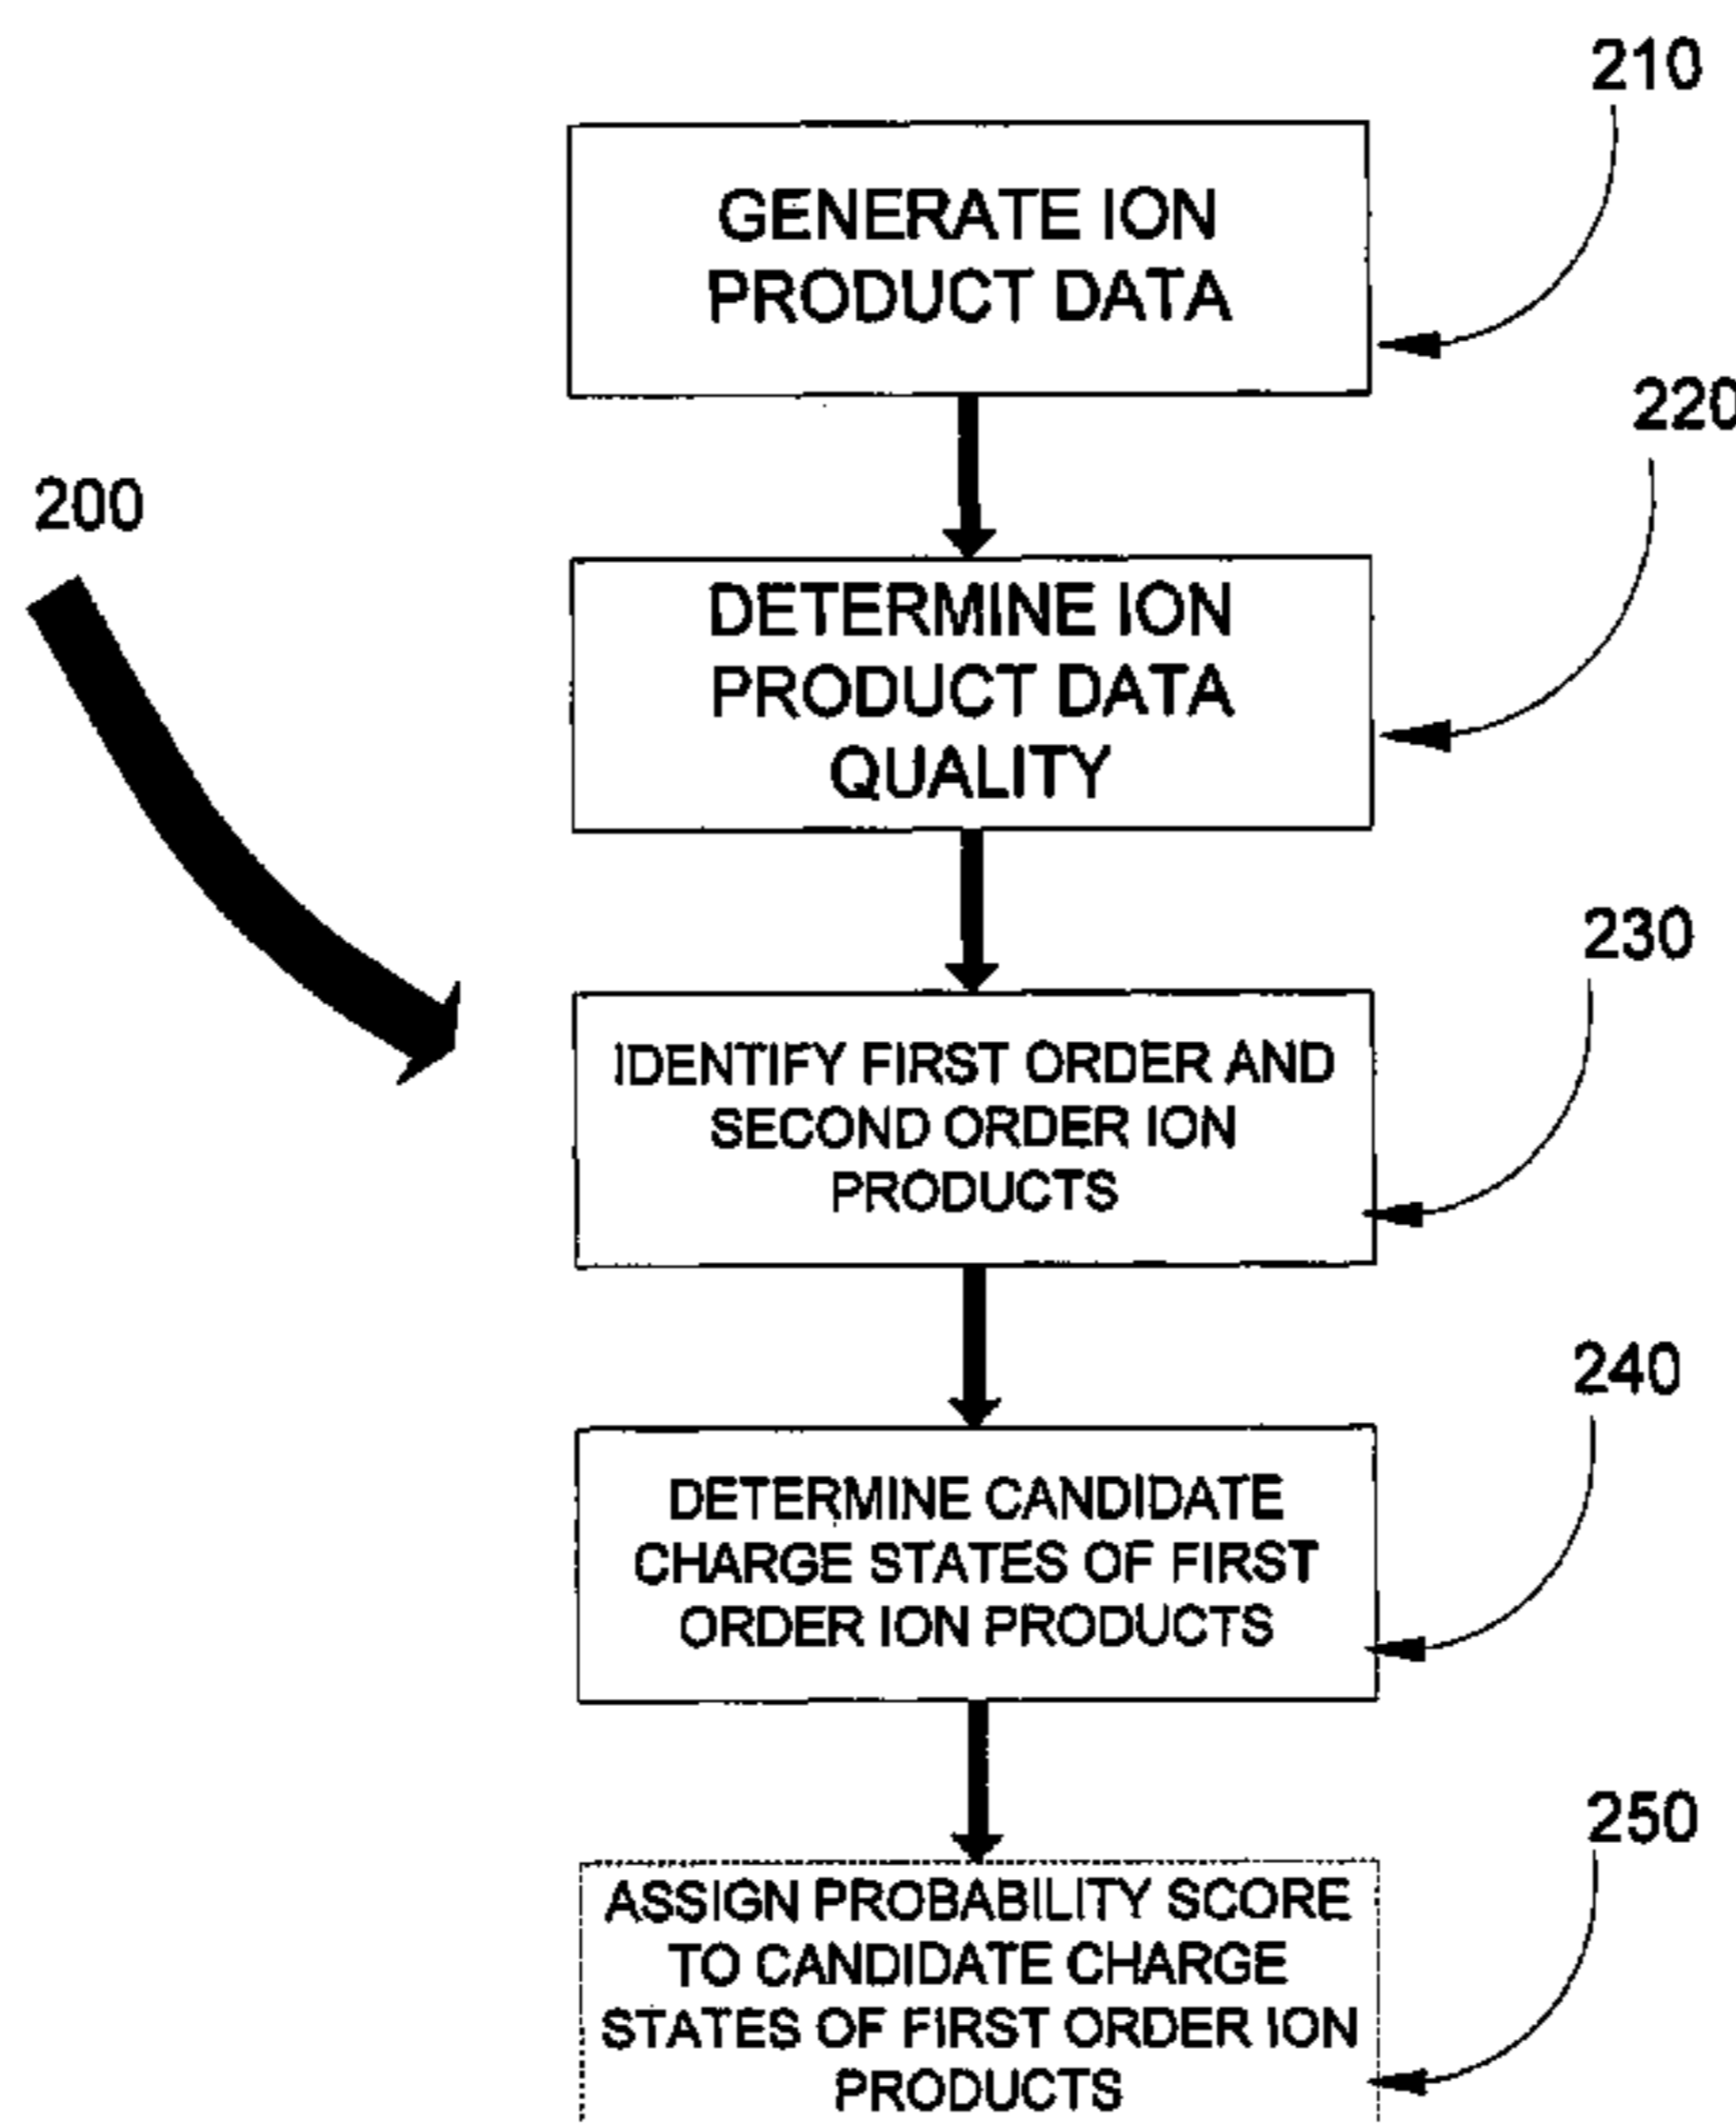 210
GENERATE ION
PRODUCT DATA
220
200
DETERMINE ION
PRODUCT DATA
QUALITY
230
IDENTIFY FIRST ORDER AND
SECOND ORDER ION
PRODUCTS
240
DETERMINE CANDIDATE
CHARGE STATES OF FIRST
ORDER ION PRODUCTS
250
ASSIGN PROBABILITY SCORE
TO CANDIDATE CHARGE
STATES OF FIRST ORDER ION
PRODUCTS